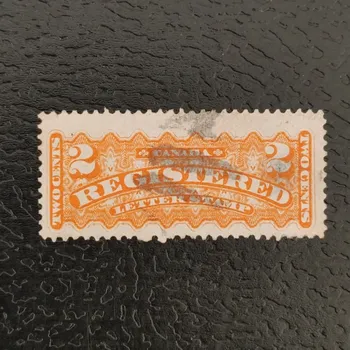 CANADA
2 2
REGISTERED
LETTER STAMP
TWO CENTS
TWO CENTS